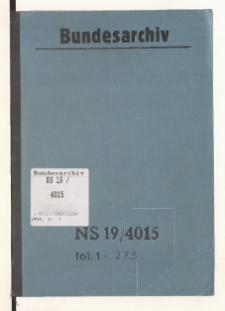 Bundesarchiv
Bundesarchiv
NS 19 /
4015
NS 19/4015
fol. 1 - 273